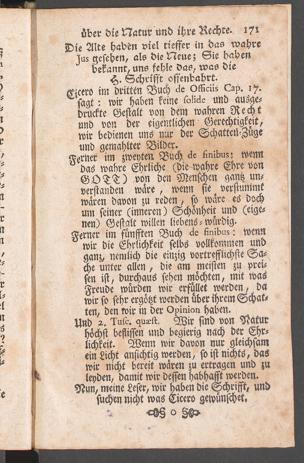 über die Natur und ihre Rechte. 171
Die Alte haben viel tieffer in das wahre
Jus gesehen, als die Neue; Sie haben
bekannt, uns fehle das, was die
H. Schrifft offenbahrt.
Cicero im dritten Buch de Officiis Cap. 17.
sagt: wir haben keine solide und ausge-
druckte Gestalt von dem wahren Recht
und von der eigentlichen Gerechtigkeit,
wir bedienen uns nur der Schatten-Züge
und gemahlter Bilder.
Ferner im zweyten Buch de finibus: wenn
das wahre Ehrliche (die wahre Ehre von
GOTT) von den Menschen gantz un-
verstanden wäre, wenn sie verstummt
wären davon zu reden, so wäre es doch
um seiner (inneren) Schönheit und (eige-
nen) Gestalt willen liebens-würdig.
Ferner im fünfften Buch de finibus: wenn
wir die Ehrlichkeit selbs vollkommen und
gantz, nemlich die einzig vortrefflichste Sa-
che unter allen, die am meisten zu prei-
sen ist, durchaus sehen möchten, mit was
Freude würden wir erfüllet werden, da
wir so sehr ergötzt werden über ihrem Schat-
ten, den wir in der Opinion haben.
Und 2. Tusc. quæst. Wir sind von Natur
höchst beflissen und begierig nach der Ehr-
lichkeit. Wenn wir davon nur gleichsam
ein Licht ansichtig werden, so ist nichts, das
wir nicht bereit wären zu ertragen und zu
leyden, damit wir dessen habhafft werden.
Nun, meine Leser, wir haben die Schrifft, und
suchen nicht was Cicero gewünschet.